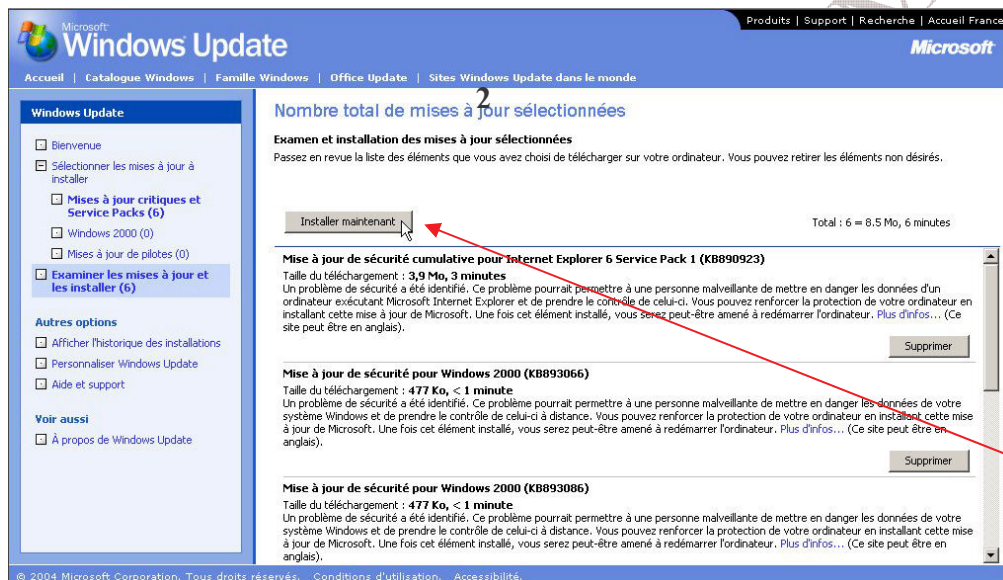 Produits | Support | Recherche | Accueil France
Microsoft
Windows Update
Microsoft
Accueil | Catalogue Windows | Famille Windows | Office Update | Sites Windows Update dans le monde
Windows Update
Bienvenue
Sélectionner les mises à jour à
installer
Mises à jour critiques et
Service Packs (6)
Windows 2000 (0)
Mises à jour de pilotes (0)
Examiner les mises à jour et
les installer (6)
Autres options
Afficher l'historique des installations
Personnaliser Windows Update
Aide et support
Voir aussi
À propos de Windows Update
2
Nombre total de mises à jour sélectionnées
Examen et installation des mises à jour sélectionnées
Passez en revue la liste des éléments que vous avez choisi de télécharger sur votre ordinateur. Vous pouvez retirer les éléments non désirés.
Installer maintenant
Total : 6 = 8.5 Mo, 6 minutes
Mise à jour de sécurité cumulative pour Internet Explorer 6 Service Pack 1 (KB890923)
Taille du téléchargement : 3,9 Mo, 3 minutes
Un problème de sécurité a été identifié. Ce problème pourrait permettre à une personne malveillante de mettre en danger les données d'un
ordinateur exécutant Microsoft Internet Explorer et de prendre le contrôle de celui-ci. Vous pouvez renforcer la protection de votre ordinateur en
installant cette mise à jour de Microsoft. Une fois cet élément installé, vous serez peut-être amené à redémarrer l'ordinateur. Plus d'infos... (Ce
site peut être en anglais).
Supprimer
Mise à jour de sécurité pour Windows 2000 (KB893066)
Taille du téléchargement : 477 Ko, < 1 minute
Un problème de sécurité a été identifié. Ce problème pourrait permettre à une personne malveillante de mettre en danger les données de votre
système Windows et de prendre le contrôle de celui-ci à distance. Vous pouvez renforcer la protection de votre ordinateur en installant cette mise
à jour de Microsoft. Une fois cet élément installé, vous serez peut-être amené à redémarrer l'ordinateur. Plus d'infos... (Ce site peut être en
anglais).
Supprimer
Mise à jour de sécurité pour Windows 2000 (KB893086)
Taille du téléchargement : 477 Ko, < 1 minute
Un problème de sécurité a été identifié. Ce problème pourrait permettre à une personne malveillante de mettre en danger les données de votre
système Windows et de prendre le contrôle de celui-ci à distance. Vous pouvez renforcer la protection de votre ordinateur en installant cette mise
à jour de Microsoft. Une fois cet élément installé, vous serez peut-être amené à redémarrer l'ordinateur. Plus d'infos... (Ce site peut être en
anglais).
© 2004 Microsoft Corporation. Tous droits réservés. Conditions d'utilisation. Accessibilité.